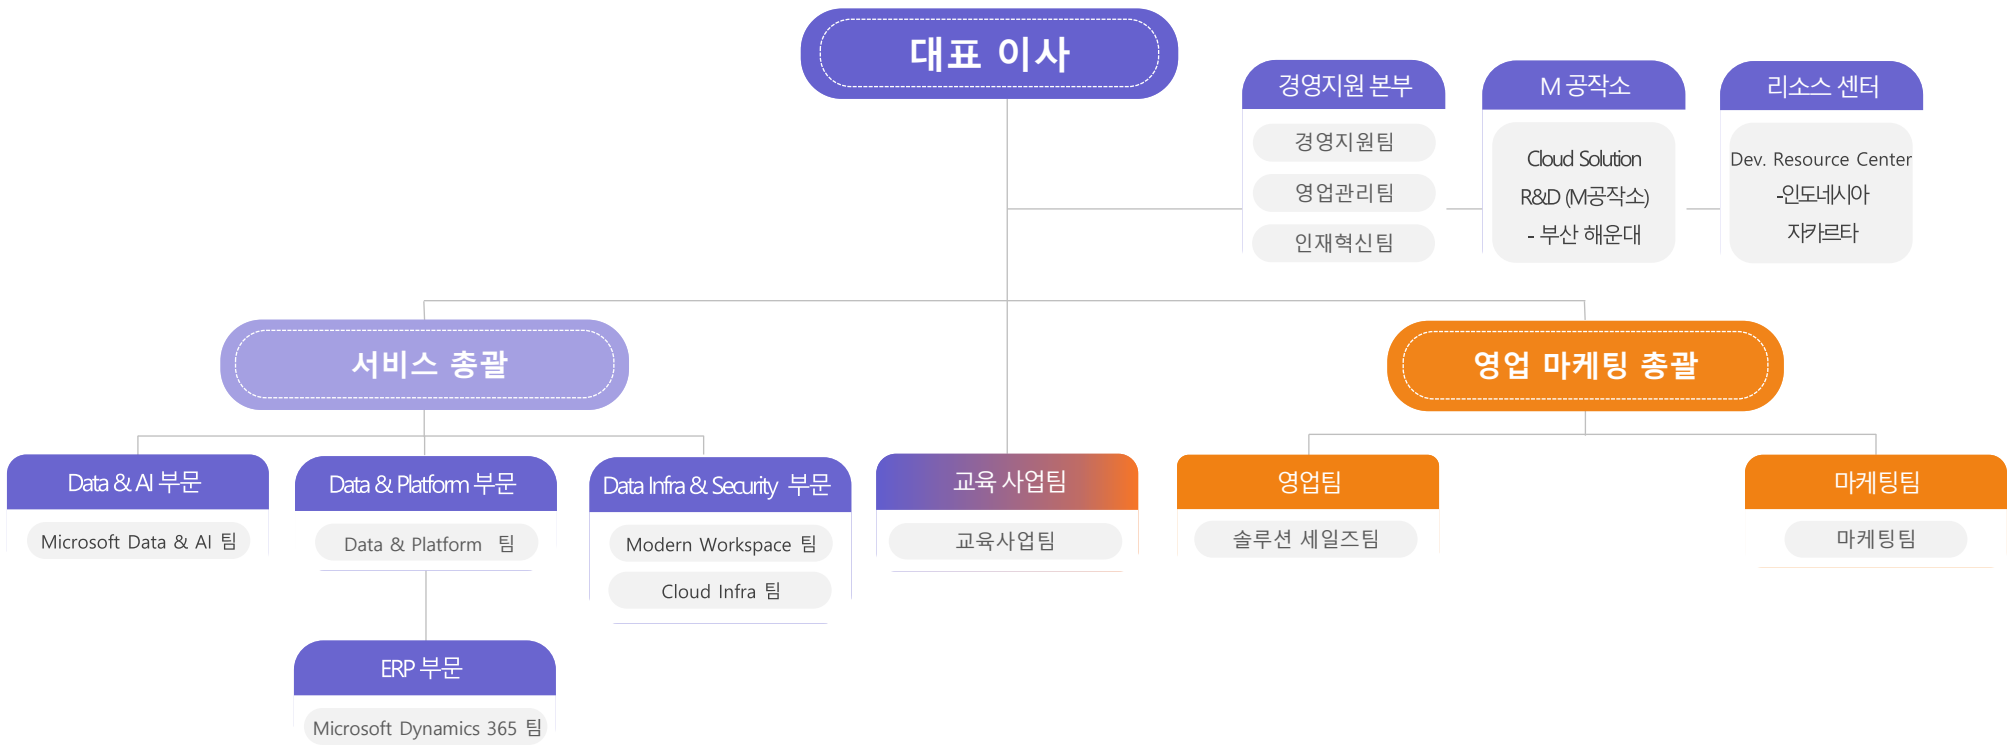 대표 이사
경영지원 본부
경영지원팀
영업관리팀
인재혁신팀
M 공작소
Cloud Solution
R&D (M공작소)
- 부산 해운대
리소스 센터
Dev. Resource Center
-인도네시아
자카르타
서비스 총괄
영업 마케팅 총괄
Data & AI 부문
Microsoft Data & AI 팀
Data & Platform 부문
Data & Platform 팀
ERP 부문
Microsoft Dynamics 365 팀
Data Infra & Security 부문
Modern Workspace 팀
Cloud Infra 팀
교육 사업팀
교육사업팀
영업팀
솔루션 세일즈팀
마케팅팀
마케팅팀